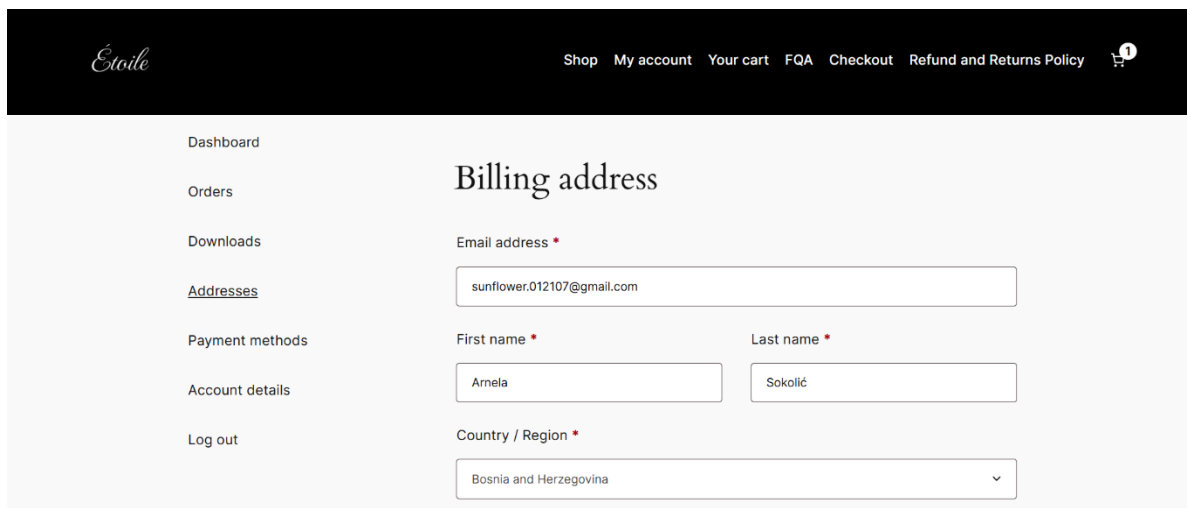 Étoile
Shop My account Your cart FQA Checkout Refund and Returns Policy 1
Dashboard
Orders
Downloads
Addresses
Payment methods
Account details
Log out
Billing address
Email address *
sunflower.012107@gmail.com
First name * Last name *
Arnela Sokolić
Country / Region *
Bosnia and Herzegovina